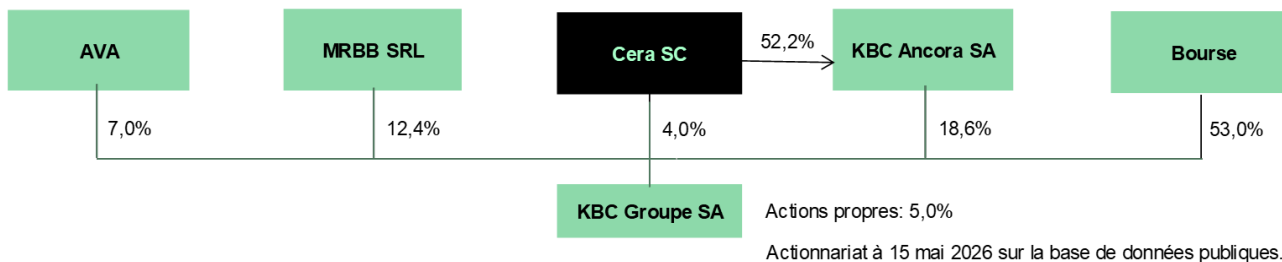 AVA
MRBB SRL
Cera SC
52,2%
KBC Ancora SA
Bourse
7,0%
12,4%
4,0%
18,6%
53,0%
KBC Groupe SA
Actions propres: 5,0%
Actionnariat à 15 mai 2026 sur la base de données publiques.